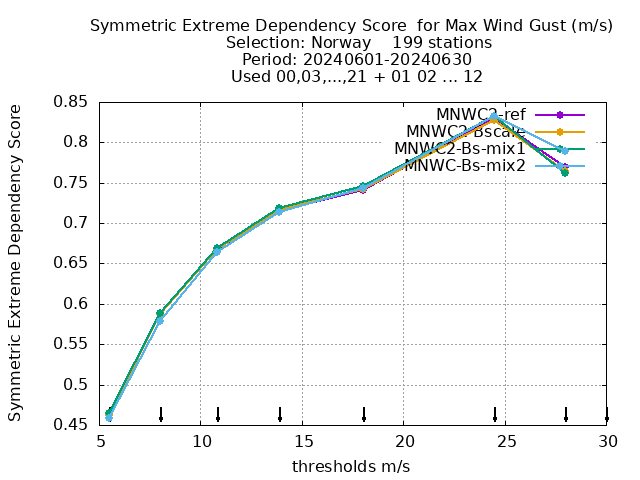 Symmetric Extreme Dependency Score for Max Wind Gust (m/s)
Selection: Norway 199 stations
Period: 20240601-20240630
Used 00,03,...,21 + 01 02 ... 12
Symmetric Extreme Dependency Score
0.85
0.8
0.75
0.7
0.65
0.6
0.55
0.5
0.45
MNWC2-ref
MNWC2-Bscale
MNWC2-Bs-mix1
MNWC-Bs-mix2
5 10 15 20 25 30
thresholds m/s